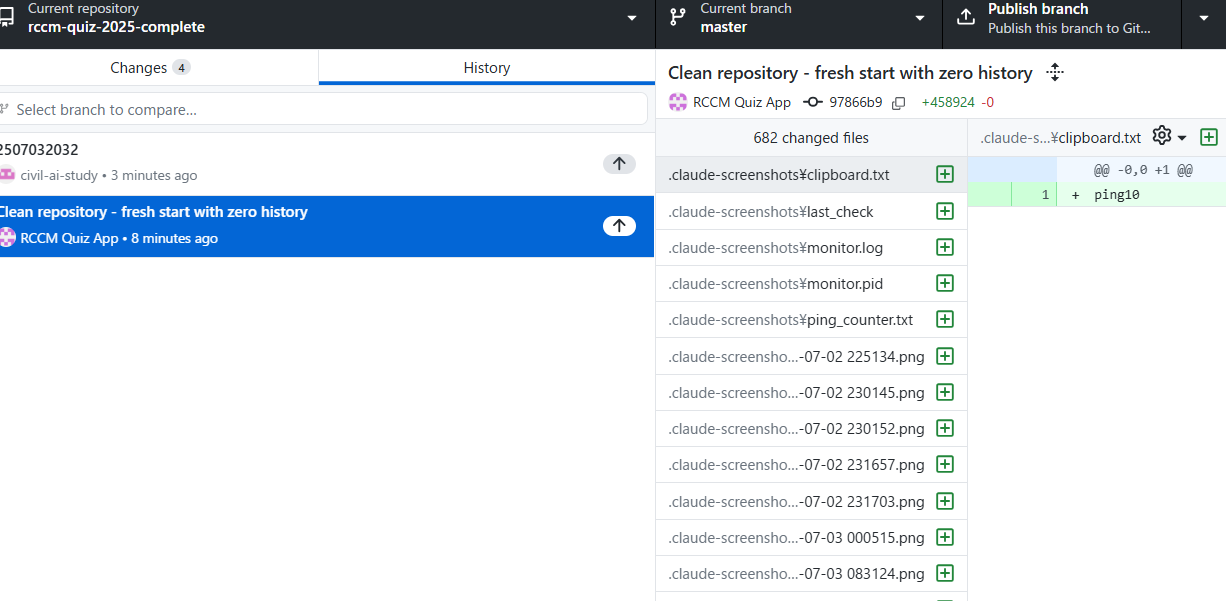 Current repository
rccm-quiz-2025-complete
Current branch
master
Publish branch
Publish this branch to Git...
Changes 4
History
Select branch to compare...
2507032032
civil-ai-study • 3 minutes ago
Clean repository - fresh start with zero history
RCCM Quiz App • 8 minutes ago
Clean repository - fresh start with zero history
RCCM Quiz App 97866b9 +458924 -0
682 changed files
.claude-screenshots¥clipboard.txt
.claude-screenshots¥last_check
.claude-screenshots¥monitor.log
.claude-screenshots¥monitor.pid
.claude-screenshots¥ping_counter.txt
.claude-screensho...-07-02 225134.png
.claude-screensho...-07-02 230145.png
.claude-screensho...-07-02 230152.png
.claude-screensho...-07-02 231657.png
.claude-screensho...-07-02 231703.png
.claude-screensho...-07-03 000515.png
.claude-screensho...-07-03 083124.png
.claude-s...¥clipboard.txt
@@ -0,0 +1 @@
1 + ping10